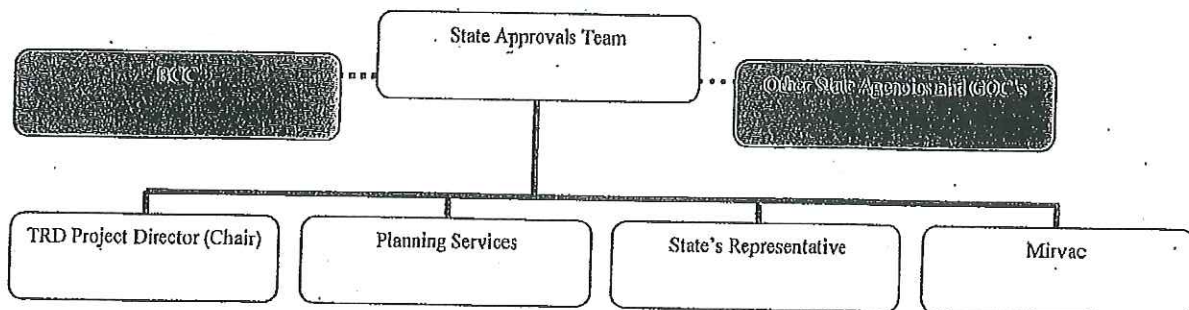 State Approvals Team
BCC
Other State Agencies and GOC's
TRD Project Director (Chair)
Planning Services
State's Representative
Mirvac